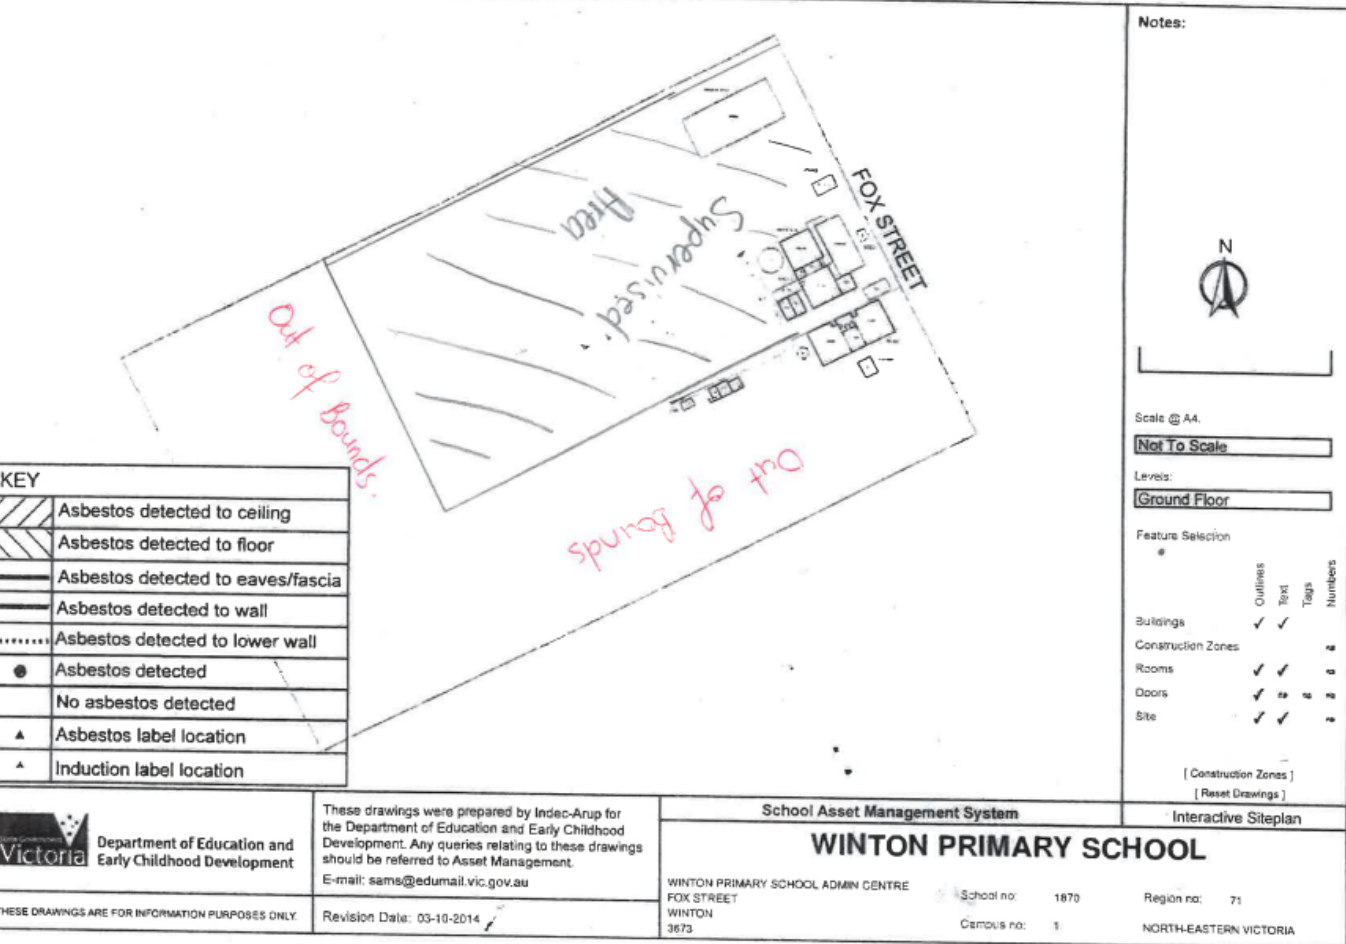 Notes:
FOX STREET
Supervised
Area
Out of Bounds.
Out of Bounds
N
Scale @ A4.
Not To Scale
Levels:
Ground Floor
Feature Selection
Outlines
Text
Tags
Numbers
Buildings ✓ ✓
Construction Zones
Rooms ✓ ✓
Doors ✓
Site ✓ ✓
[ Construction Zones ]
[ Reset Drawings ]
Interactive Siteplan
KEY
Asbestos detected to ceiling
Asbestos detected to floor
Asbestos detected to eaves/fascia
Asbestos detected to wall
Asbestos detected to lower wall
Asbestos detected
No asbestos detected
Asbestos label location
Induction label location
Victoria
Department of Education and
Early Childhood Development
THESE DRAWINGS ARE FOR INFORMATION PURPOSES ONLY.
These drawings were prepared by Indec-Arup for
the Department of Education and Early Childhood
Development. Any queries relating to these drawings
should be referred to Asset Management.
E-mail: sams@edumail.vic.gov.au
Revision Date: 03-10-2014
School Asset Management System
WINTON PRIMARY SCHOOL
WINTON PRIMARY SCHOOL ADMIN CENTRE
FOX STREET
WINTON
3673
School no: 1870
Campus no: 1
Region no: 71
NORTH-EASTERN VICTORIA